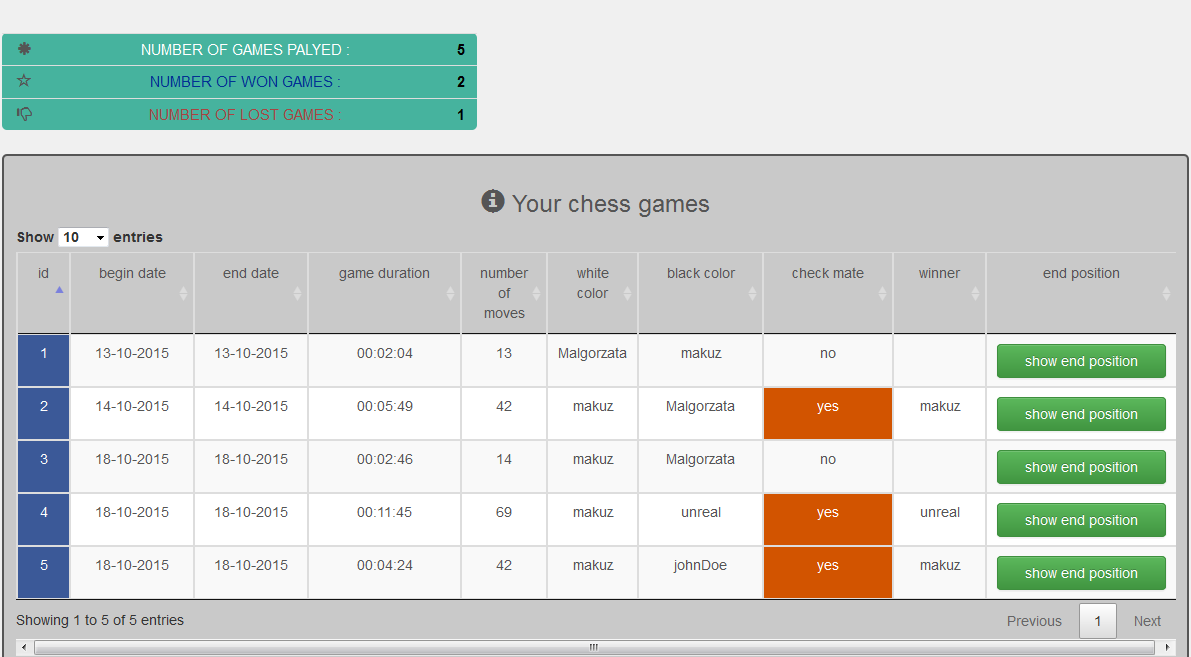 NUMBER OF GAMES PALYED : 5
NUMBER OF WON GAMES : 2
NUMBER OF LOST GAMES : 1
Your chess games
Show 10 entries
id begin date end date game duration number of moves white color black color check mate winner end position
1 13-10-2015 13-10-2015 00:02:04 13 Malgorzata makuz no show end position
2 14-10-2015 14-10-2015 00:05:49 42 makuz Malgorzata yes makuz show end position
3 18-10-2015 18-10-2015 00:02:46 14 makuz Malgorzata no show end position
4 18-10-2015 18-10-2015 00:11:45 69 makuz unreal yes unreal show end position
5 18-10-2015 18-10-2015 00:04:24 42 makuz johnDoe yes makuz show end position
Showing 1 to 5 of 5 entries Previous 1 Next